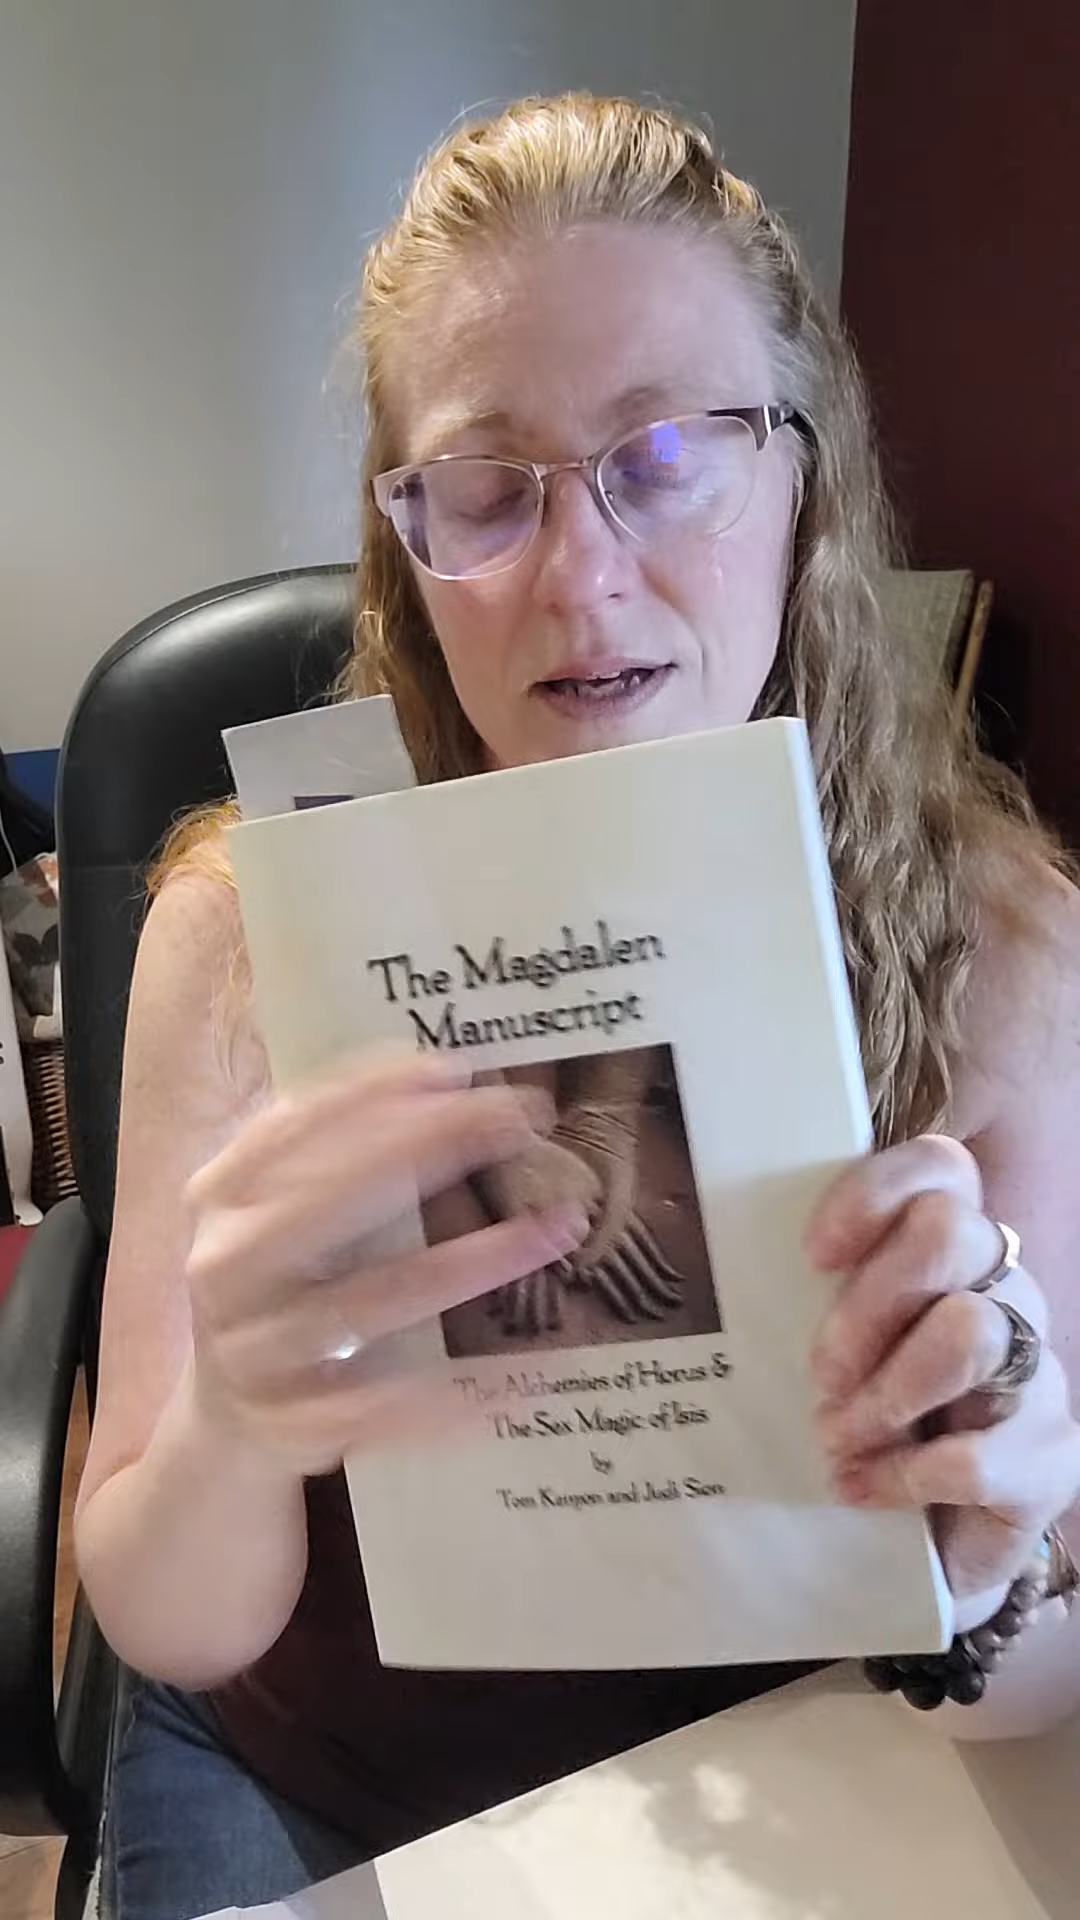 The Magdalen
Manuscript
The Alchemies of Horus &
The Sex Magic of Isis
by
Tom Kenyon and Judi Sion